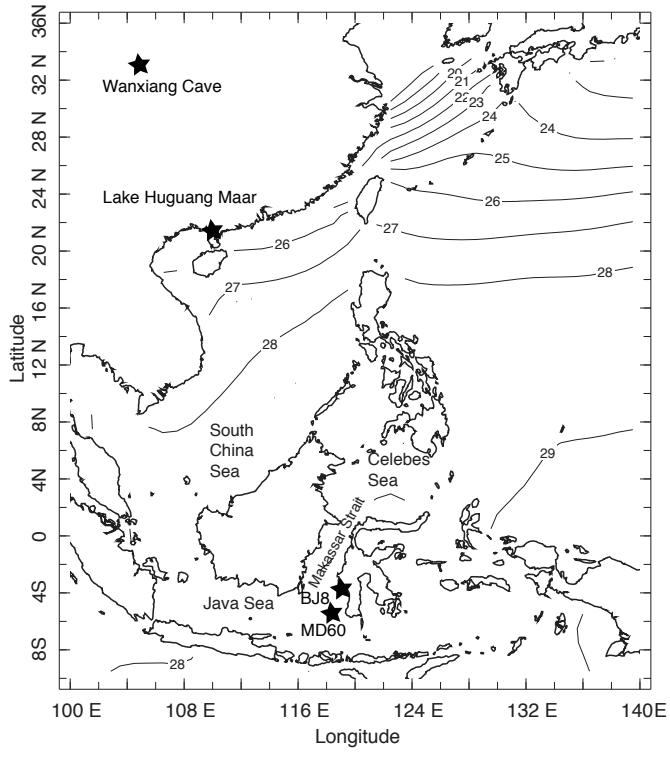 36N
32 N
28 N
24 N
20 N
16 N
12 N
8N
4N
0
4S
8S
Latitude
Wanxiang Cave
20
21
22
23
24
24
25
Lake Huguang Maar
26
26
27
27
28
28
South
China
Sea
Celebes
Sea
29
Makassar Strait
Java Sea
BJ8
MD60
28
100 E
108 E
116 E
124 E
132 E
140E
Longitude